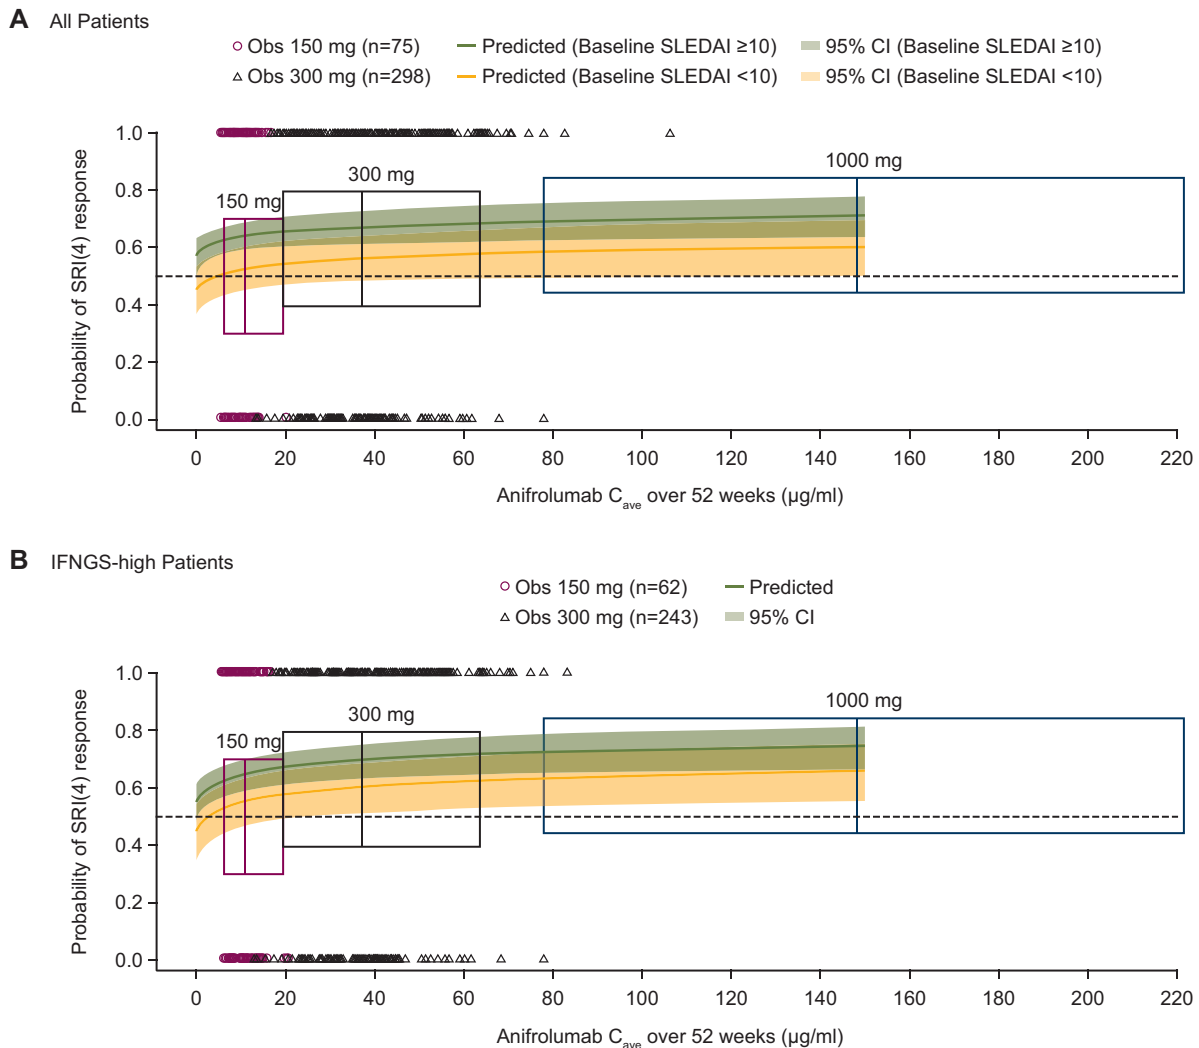 A All Patients
Obs 150 mg (n=75) Predicted (Baseline SLEDAI ≥10) 95% CI (Baseline SLEDAI ≥10)
Obs 300 mg (n=298) Predicted (Baseline SLEDAI <10) 95% CI (Baseline SLEDAI <10)
Probability of SRI(4) response
1.0
0.8
0.6
0.4
0.2
0.0
150 mg
300 mg
1000 mg
0 20 40 60 80 100 120 140 160 180 200 220
Anifrolumab Cave over 52 weeks (µg/ml)
B IFNGS-high Patients
Obs 150 mg (n=62) Predicted
Obs 300 mg (n=243) 95% CI
Probability of SRI(4) response
1.0
0.8
0.6
0.4
0.2
0.0
150 mg
300 mg
1000 mg
0 20 40 60 80 100 120 140 160 180 200 220
Anifrolumab Cave over 52 weeks (µg/ml)